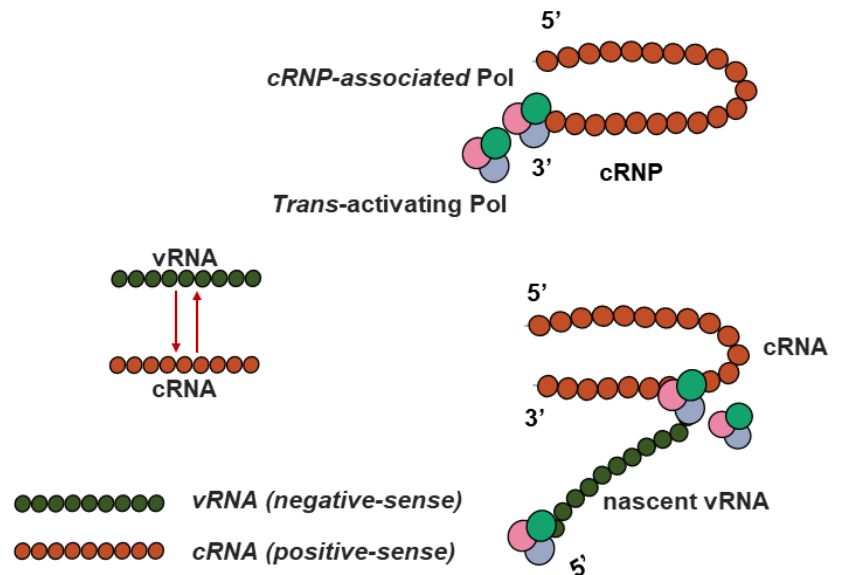 5’
cRNP-associated Pol
3’
cRNP
Trans-activating Pol
vRNA
cRNA
5’
cRNA
3’
nascent vRNA
5’
vRNA (negative-sense)
cRNA (positive-sense)